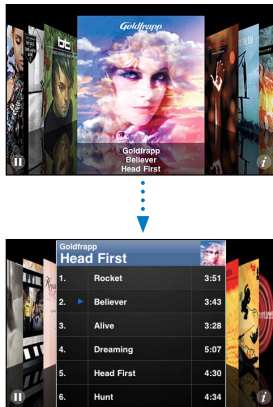 Goldfrapp
bt
Goldfrapp
Believer
Head First
i
Goldfrapp
Head First
1. Rocket 3:51
2. Believer 3:43
3. Alive 3:28
4. Dreaming 5:07
5. Head First 4:30
6. Hunt 4:34
i